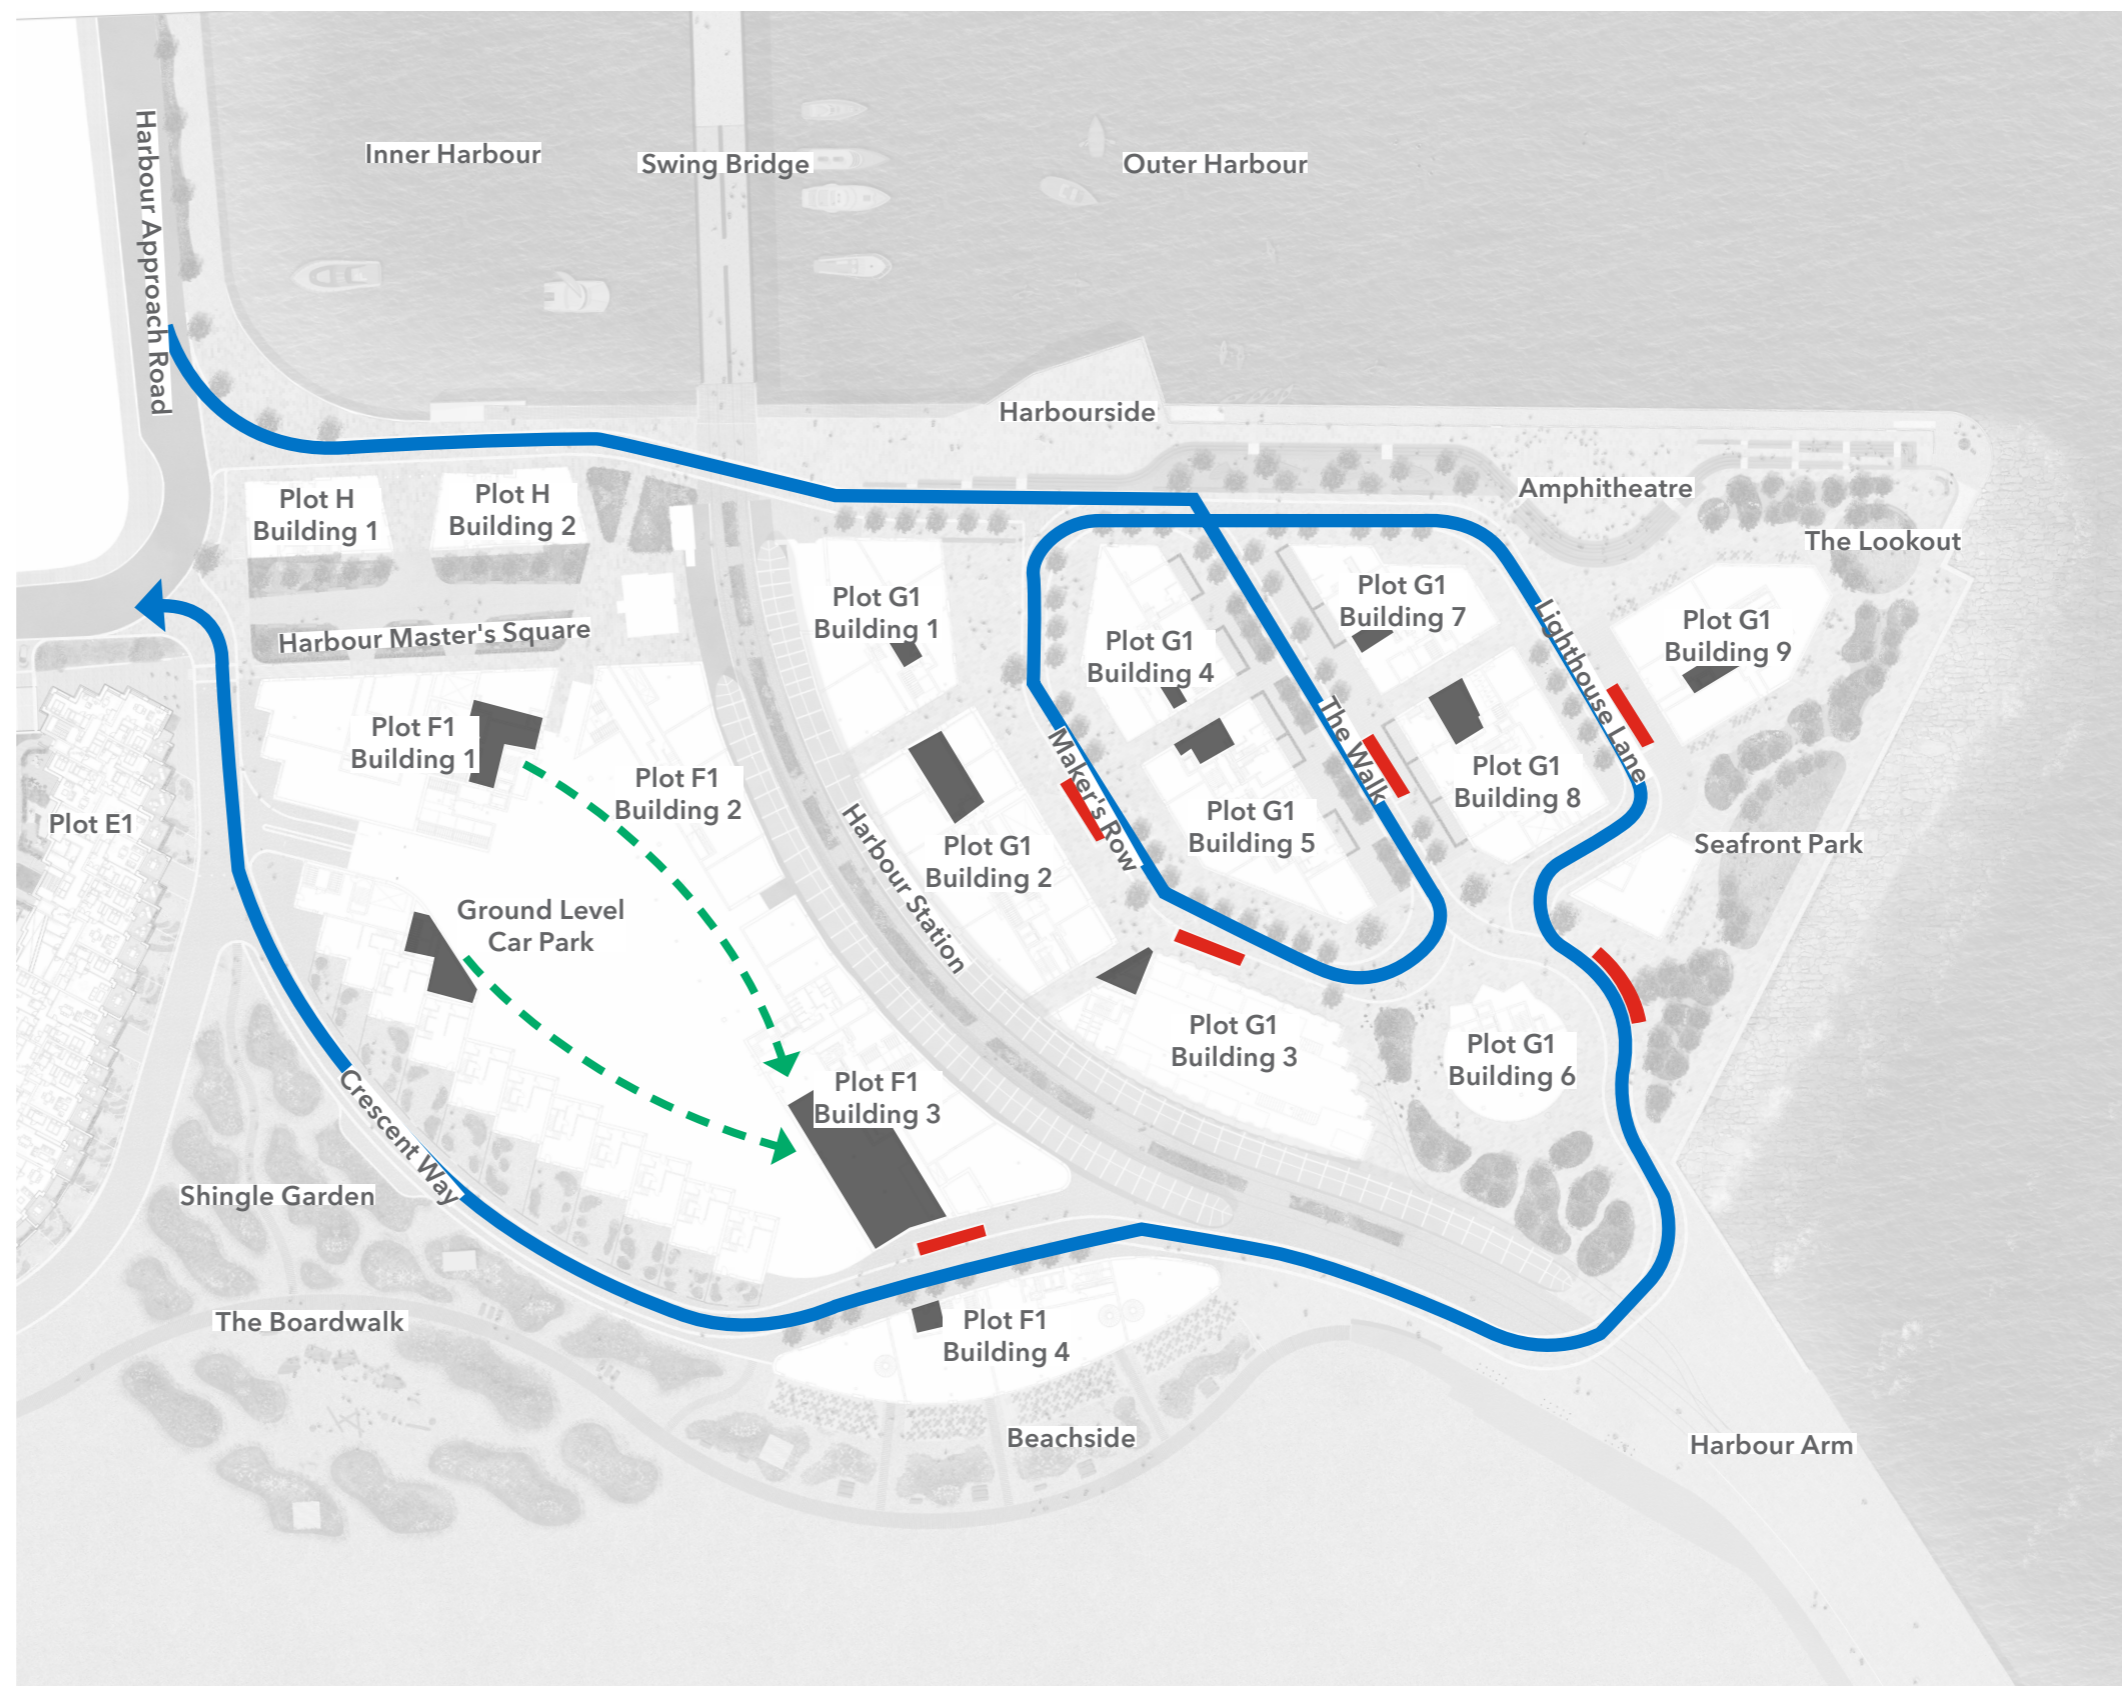 Harbour Approach Road
Inner Harbour
Swing Bridge
Outer Harbour
Harbourside
Amphitheatre
The Lookout
Plot H
Building 1
Plot H
Building 2
Harbour Master's Square
Plot G1
Building 1
Plot G1
Building 4
Plot G1
Building 7
Lighthouse Lane
Plot G1
Building 9
Plot F1
Building 1
Plot F1
Building 2
Plot E1
Harbour Station
Plot G1
Building 2
Maker's Row
Plot G1
Building 5
The Walk
Plot G1
Building 8
Seafront Park
Ground Level
Car Park
Plot G1
Building 3
Plot G1
Building 6
Plot F1
Building 3
Crescent Way
Shingle Garden
The Boardwalk
Plot F1
Building 4
Beachside
Harbour Arm